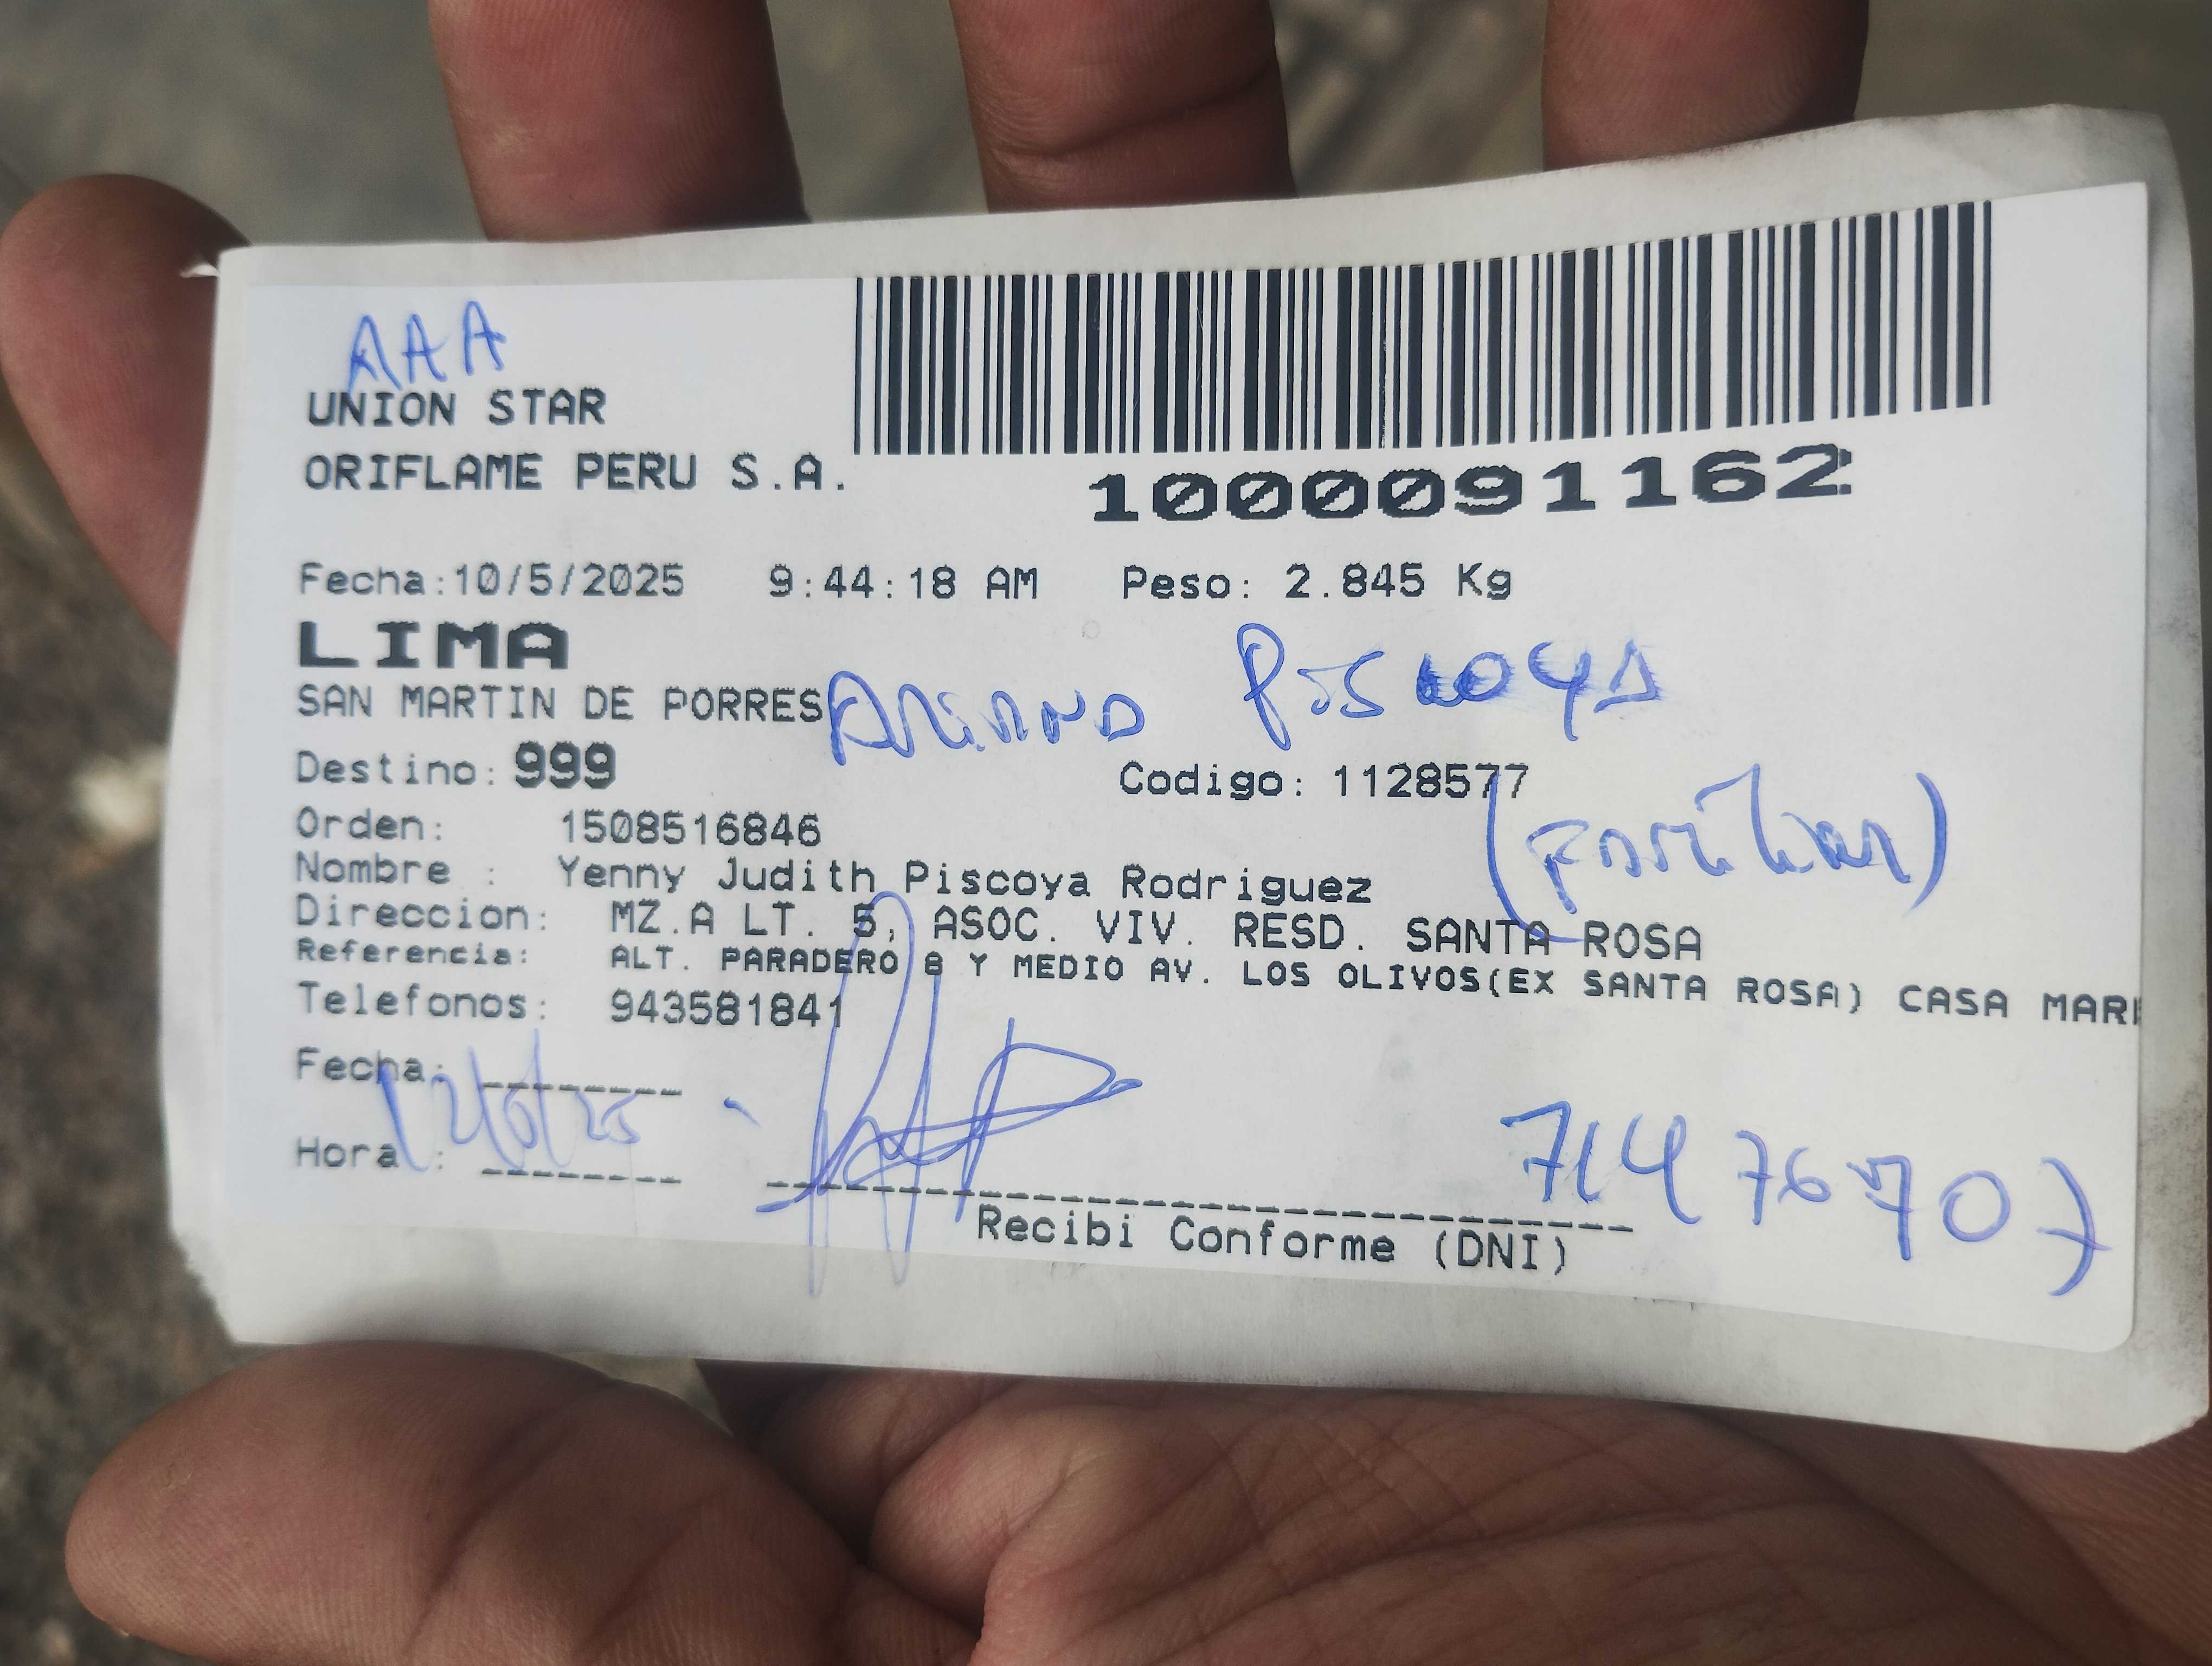 AAA
UNION STAR
ORIFLAME PERU S.A.
1000091162
Fecha:10/5/2025 9:44:18 AM Peso: 2.845 Kg
LIMA
SAN MARTIN DE PORRES
Piscoya
Destino: 999 Codigo: 1128577
(Familiar)
Orden: 1508516846
Nombre : Yenny Judith Piscoya Rodriguez
Direccion: MZ.A LT. 5, ASOC. VIV. RESD. SANTA ROSA
Referencia: ALT. PARADERO 8 Y MEDIO AV. LOS OLIVOS(EX SANTA ROSA) CASA MAR
Telefonos: 943581841
Fecha:
Hora :
71476707
Recibi Conforme (DNI)